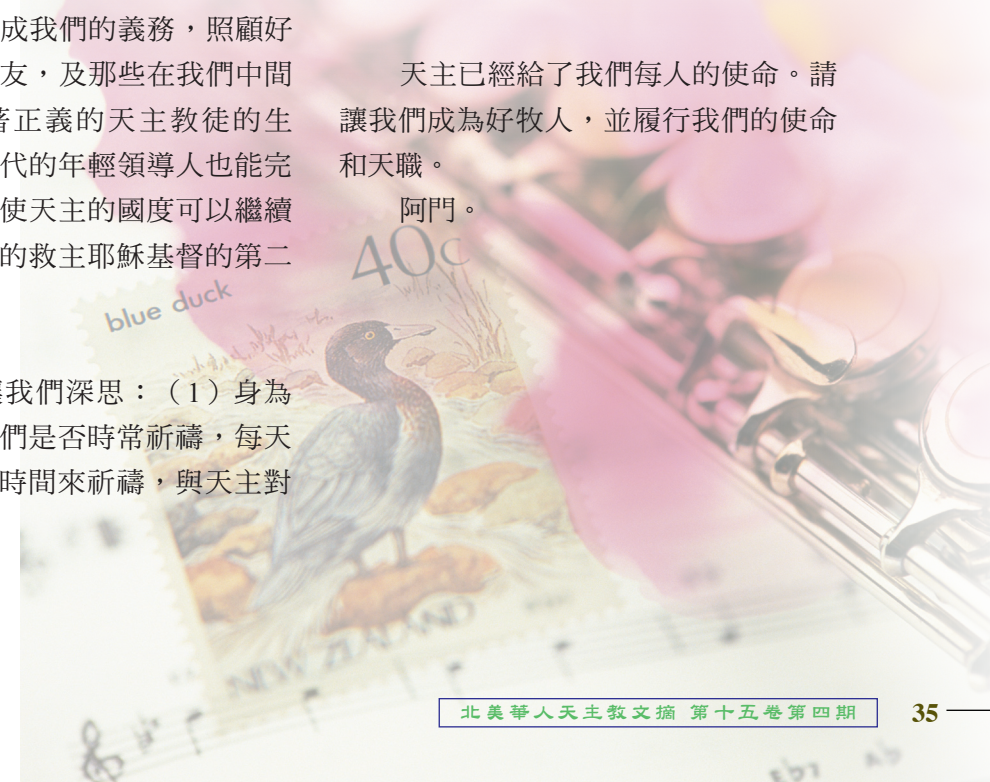 成我們的義務，照顧好
友，及那些在我們中間
著正義的天主教徒的生
代的年輕領導人也能完
使天主的國度可以繼續
的救主耶穌基督的第二
我們深思：（1）身為
們是否時常祈禱，每天
時間來祈禱，與天主對
天主已經給了我們每人的使命。請
讓我們成為好牧人，並履行我們的使命
和天職。
阿門。
40c
blue duck
NEW ZEALAND
北美華人天主教文摘 第十五卷第四期
35
E♭7 A♭